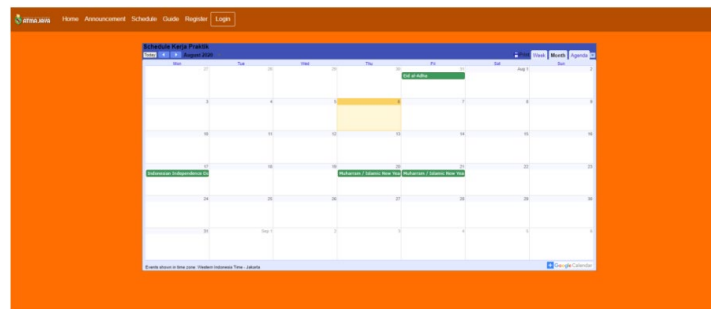 ATMA JAYA
Home Announcement Schedule Guide Register Login
Schedule Kerja Praktik
Today August 2020
Print Week Month Agenda
Mon Tue Wed Thu Fri Sat Sun
27 28 29 30 31 Aug 1 2
Eid al-Adha
3 4 5 6 7 8 9
10 11 12 13 14 15 16
17 18 19 20 21 22 23
Indonesian Independence Da
Muharram / Islamic New Yea
Muharram / Islamic New Yea
24 25 26 27 28 29 30
31 Sep 1 2 3 4 5 6
Events shown in time zone: Western Indonesia Time - Jakarta
Google Calendar